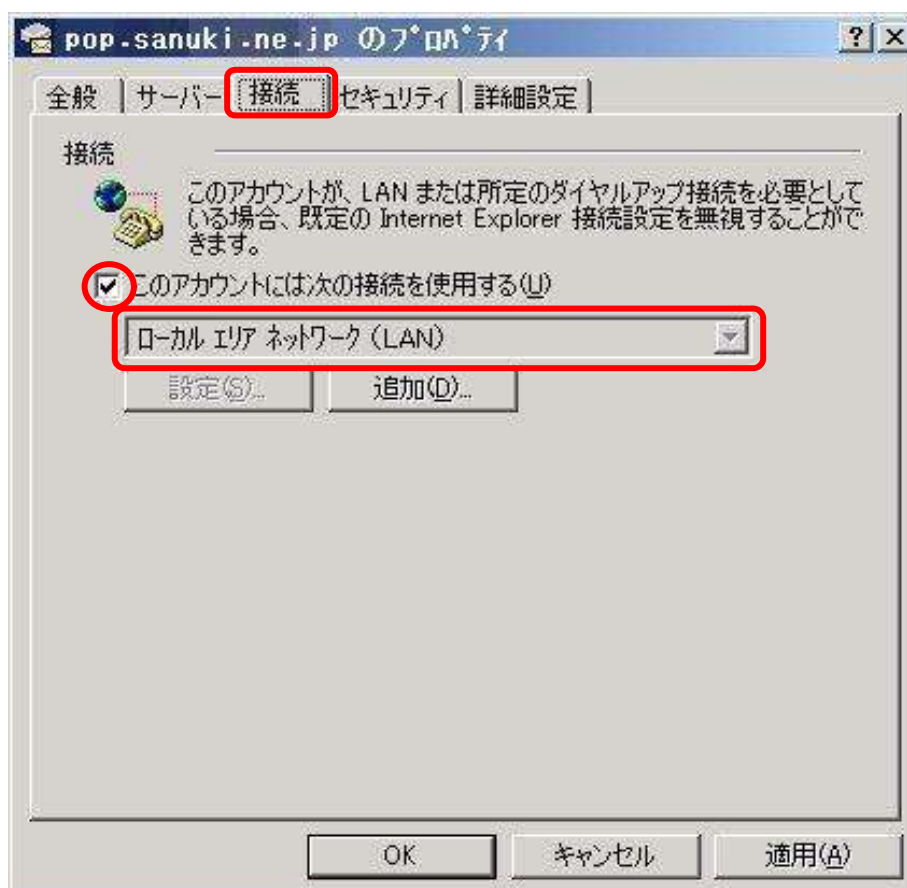 pop.sanuki.ne.jp のプロパティ
全般 サーバー 接続 セキュリティ 詳細設定
接続
このアカウントが、LAN または所定のダイヤルアップ接続を必要として
いる場合、既定の Internet Explorer 接続設定を無視することがで
きます。
このアカウントには次の接続を使用する(U)
ローカル エリア ネットワーク (LAN)
設定(S)... 追加(D)...
OK キャンセル 適用(A)